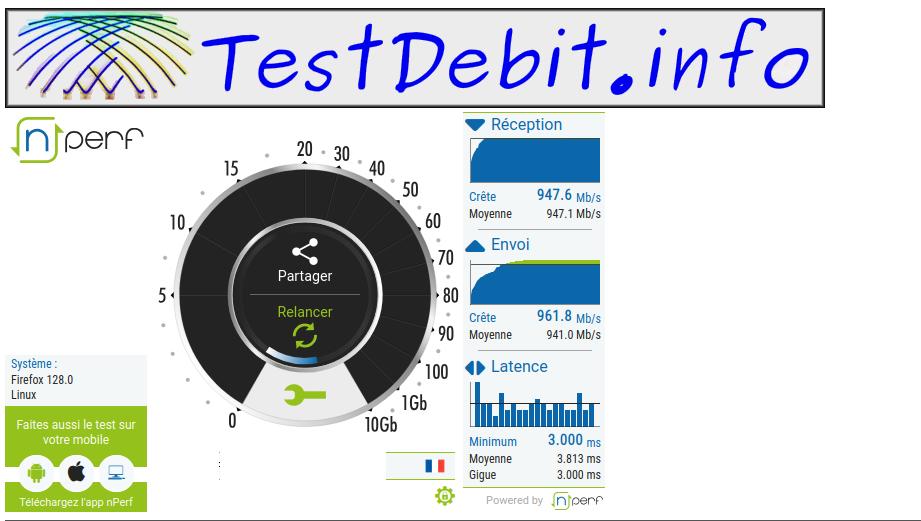 TestDebit.info
nperf
Réception
Crête 947.6 Mb/s
Moyenne 947.1 Mb/s
Envoi
Crête 961.8 Mb/s
Moyenne 941.0 Mb/s
Latence
Minimum 3.000 ms
Moyenne 3.813 ms
Gigue 3.000 ms
Powered by nperf
0
5
10
15
20
30
40
50
60
70
80
90
100
1Gb
10Gb
Partager
Relancer
Système :
Firefox 128.0
Linux
Faites aussi le test sur
votre mobile
Téléchargez l'app nPerf